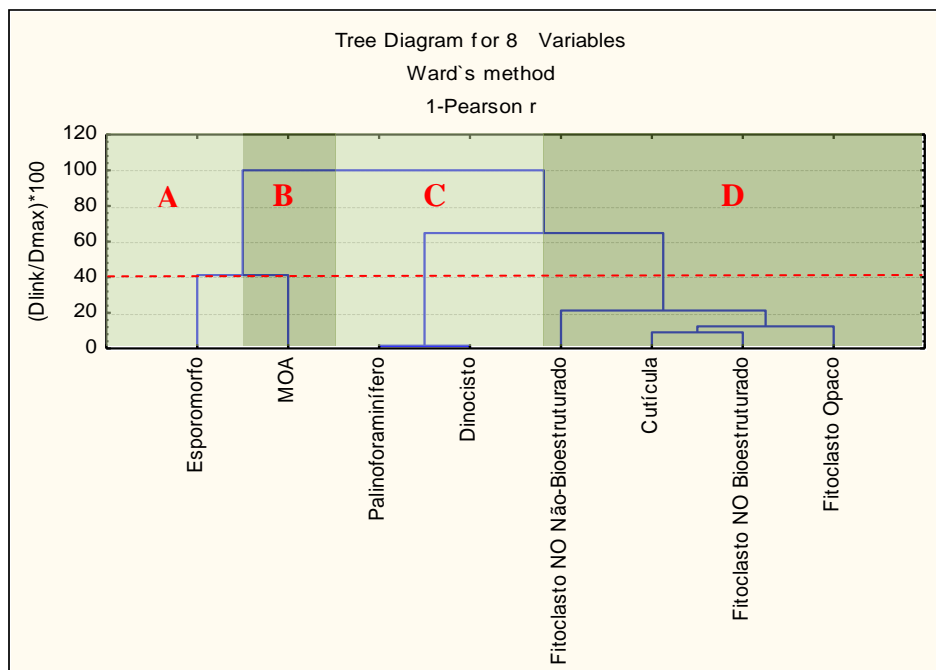 Tree Diagram for 8 Variables
Ward`s method
1-Pearson r
(Dlink/Dmax)*100
120
100
80
60
40
20
0
A
B
C
D
Esporomorfo
MOA
Palinoforaminífero
Dinocisto
Fitoclasto NO Não-Bioestruturado
Cutícula
Fitoclasto NO Bioestruturado
Fitoclasto Opaco